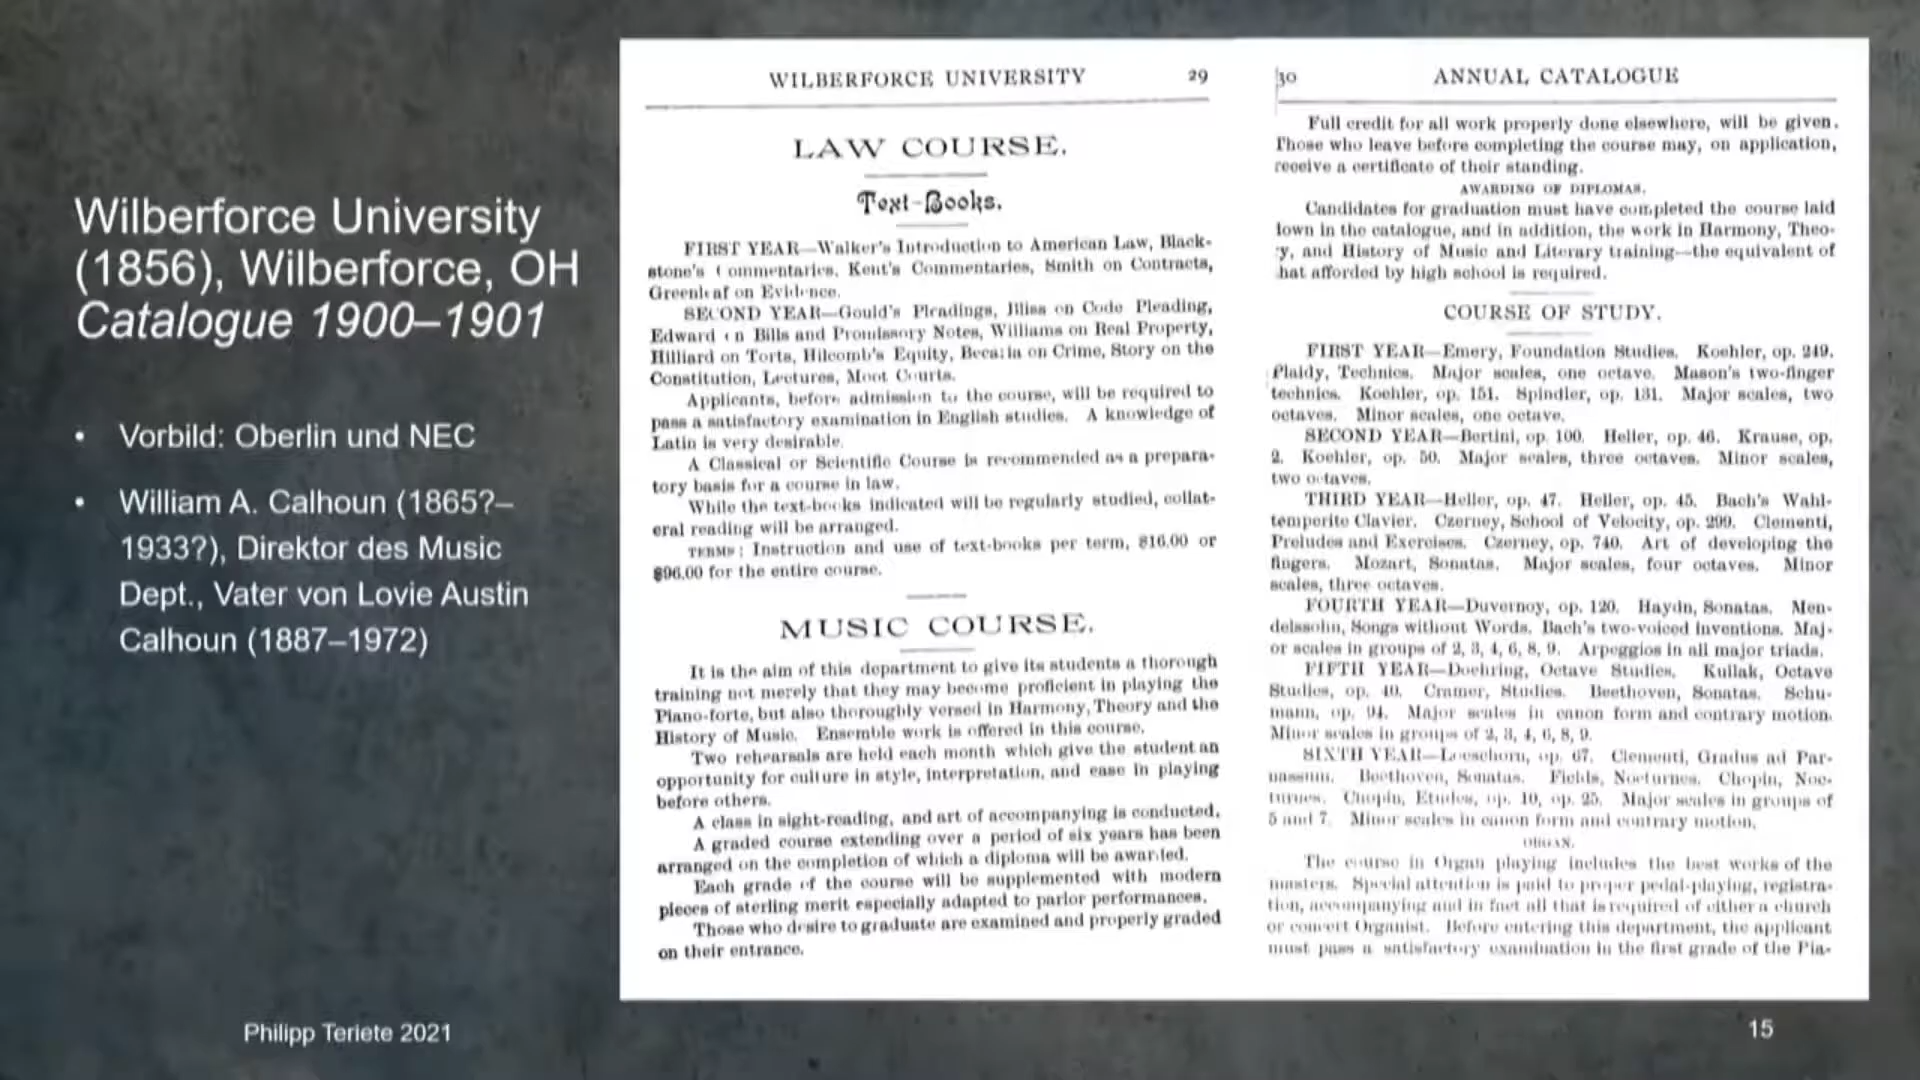 Wilberforce University
(1856), Wilberforce, OH
Catalogue 1900–1901
• Vorbild: Oberlin und NEC
• William A. Calhoun (1865?–
1933?), Direktor des Music
Dept., Vater von Lovie Austin
Calhoun (1887–1972)
WILBERFORCE UNIVERSITY 29
LAW COURSE.
Text-Books.
FIRST YEAR—Walker's Introduction to American Law, Black-
stone's Commentaries, Kent's Commentaries, Smith on Contracts,
Greenleaf on Evidence.
SECOND YEAR—Gould's Pleadings, Bliss on Code Pleading,
Edward on Bills and Promissory Notes, Williams on Real Property,
Hilliard on Torts, Hilcomb's Equity, Becaria on Crime, Story on the
Constitution, Lectures, Moot Courts.
Applicants, before admission to the course, will be required to
pass a satisfactory examination in English studies. A knowledge of
Latin is very desirable.
A Classical or Scientific Course is recommended as a prepara-
tory basis for a course in law.
While the text-books indicated will be regularly studied, collat-
eral reading will be arranged.
TERMS: Instruction and use of text-books per term, $16.00 or
$96.00 for the entire course.
MUSIC COURSE.
It is the aim of this department to give its students a thorough
training not merely that they may become proficient in playing the
Piano-forte, but also thoroughly versed in Harmony, Theory and the
History of Music. Ensemble work is offered in this course.
Two rehearsals are held each month which give the student an
opportunity for culture in style, interpretation, and ease in playing
before others.
A class in sight-reading, and art of accompanying is conducted.
A graded course extending over a period of six years has been
arranged on the completion of which a diploma will be awarded.
Each grade of the course will be supplemented with modern
pieces of sterling merit especially adapted to parlor performances.
Those who desire to graduate are examined and properly graded
on their entrance.
30 ANNUAL CATALOGUE
Full credit for all work properly done elsewhere, will be given.
Those who leave before completing the course may, on application,
receive a certificate of their standing.
AWARDING OF DIPLOMAS.
Candidates for graduation must have completed the course laid
lown in the catalogue, and in addition, the work in Harmony, Theo-
y, and History of Music and Literary training—the equivalent of
hat afforded by high school is required.
COURSE OF STUDY.
FIRST YEAR—Emery, Foundation Studies. Koehler, op. 249.
Plaidy, Technics. Major scales, one octave. Mason's two-finger
technics. Koehler, op. 151. Spindler, op. 131. Major scales, two
octaves. Minor scales, one octave.
SECOND YEAR—Bertini, op. 100. Heller, op. 46. Krause, op.
2. Koehler, op. 50. Major scales, three octaves. Minor scales,
two octaves.
THIRD YEAR—Heller, op. 47. Heller, op. 45. Bach's Wahl-
temperite Clavier. Czerney, School of Velocity, op. 299. Clementi,
Preludes and Exercises. Czerney, op. 740. Art of developing the
fingers. Mozart, Sonatas. Major scales, four octaves. Minor
scales, three octaves.
FOURTH YEAR—Duvernoy, op. 120. Haydn, Sonatas. Men-
delssohn, Songs without Words. Bach's two-voiced Inventions. Maj-
or scales in groups of 2, 3, 4, 6, 8, 9. Arpeggios in all major triads.
FIFTH YEAR—Doehring, Octave Studies. Kullak, Octave
Studies, op. 40. Cramer, Studies. Beethoven, Sonatas. Schu-
mann, op. 94. Major scales in canon form and contrary motion.
Minor scales in groups of 2, 3, 4, 6, 8, 9.
SIXTH YEAR—Loeschorn, op. 67. Clementi, Gradus ad Par-
nassum. Beethoven, Sonatas. Fields, Nocturnes. Chopin, Noc-
turnes. Chopin, Etudes, op. 10, op. 25. Major scales in groups of
5 and 7. Minor scales in canon form and contrary motion.
ORGAN.
The course in Organ playing includes the best works of the
masters. Special attention is paid to proper pedal-playing, registra-
tion, accompanying and in fact all that is required of either a church
or concert Organist. Before entering this department, the applicant
must pass a satisfactory examination in the first grade of the Pia-
Philipp Teriete 2021
15